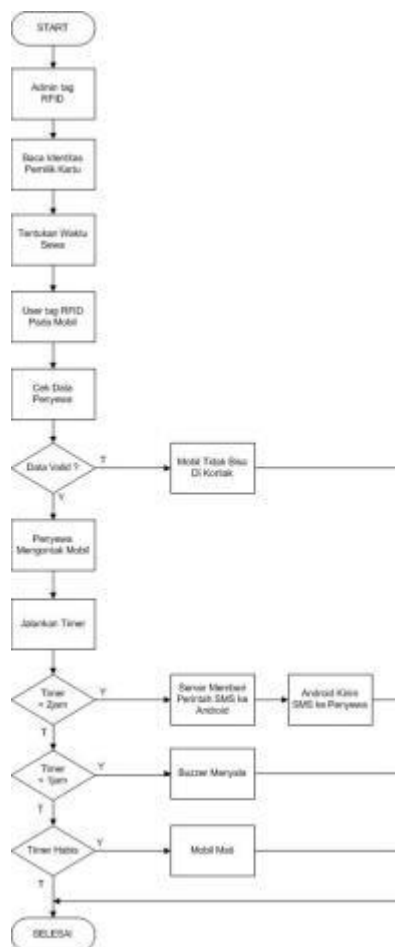 START
Admin tag
RFID
Baca Identitas
Pemilik Kartu
Tentukan Waktu
Sewa
User tag RFID
Pada Mobil
Cek Data
Penyewa
Data Valid ?
T
Mobil Tidak Bisa
Di Kontak
Y
Penyewa
Mengontak Mobil
Jalankan Timer
Timer
< 2jam
Y
Server Memberi
Perintah SMS ke
Android
Android Kirim
SMS ke Penyewa
T
Timer
< 1jam
Y
Buzzer Menyala
T
Timer Habis
Y
Mobil Mati
T
SELESAI